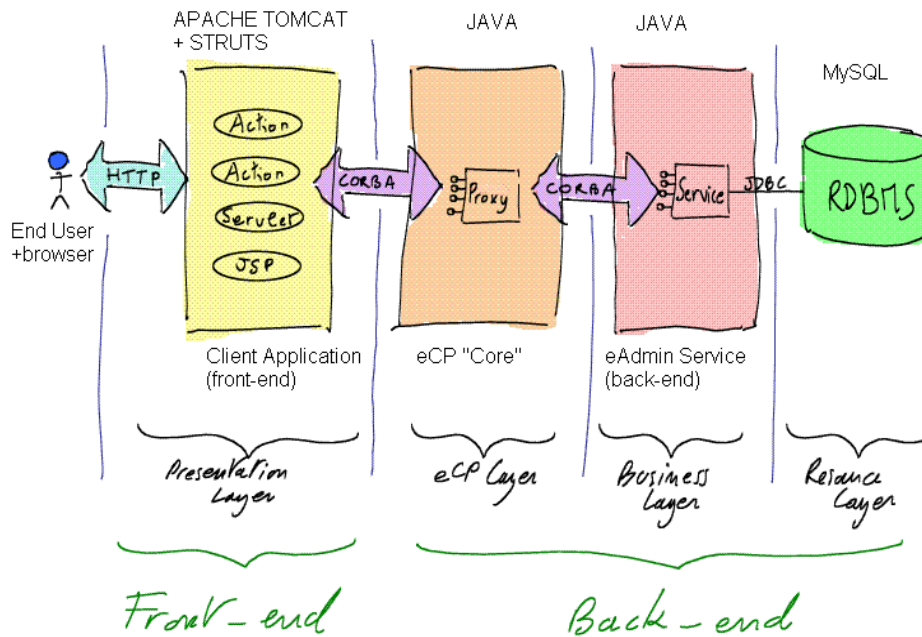 APACHE TOMCAT
+ STRUTS
JAVA
JAVA
MySQL
Action
Action
Servlet
JSP
HTTP
CORBA
Proxy
CORBA
Service
JDBC
RDBMS
End User
+browser
Client Application
(front-end)
eCP "Core"
eAdmin Service
(back-end)
Presentation
Layer
eCP Layer
Business
Layer
Resource
Layer
Front-end
Back-end